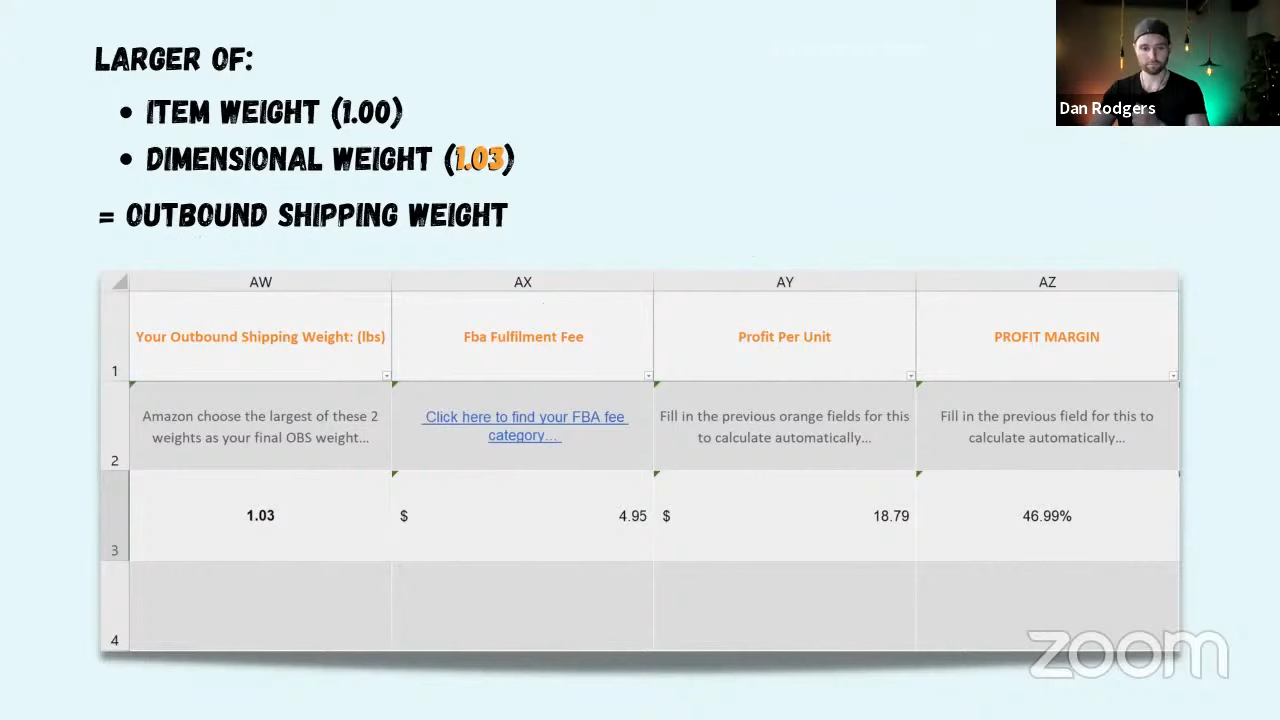 LARGER OF:
• ITEM WEIGHT (1.00)
• DIMENSIONAL WEIGHT (1.03)
= OUTBOUND SHIPPING WEIGHT
Dan Rodgers
AW AX AY AZ
1 Your Outbound Shipping Weight: (lbs) Fba Fulfilment Fee Profit Per Unit PROFIT MARGIN
Amazon choose the largest of these 2 Click here to find your FBA fee Fill in the previous orange fields for this Fill in the previous field for this to
2 weights as your final OBS weight... category... to calculate automatically... calculate automatically...
3 1.03 $ 4.95 $ 18.79 46.99%
4
zoom